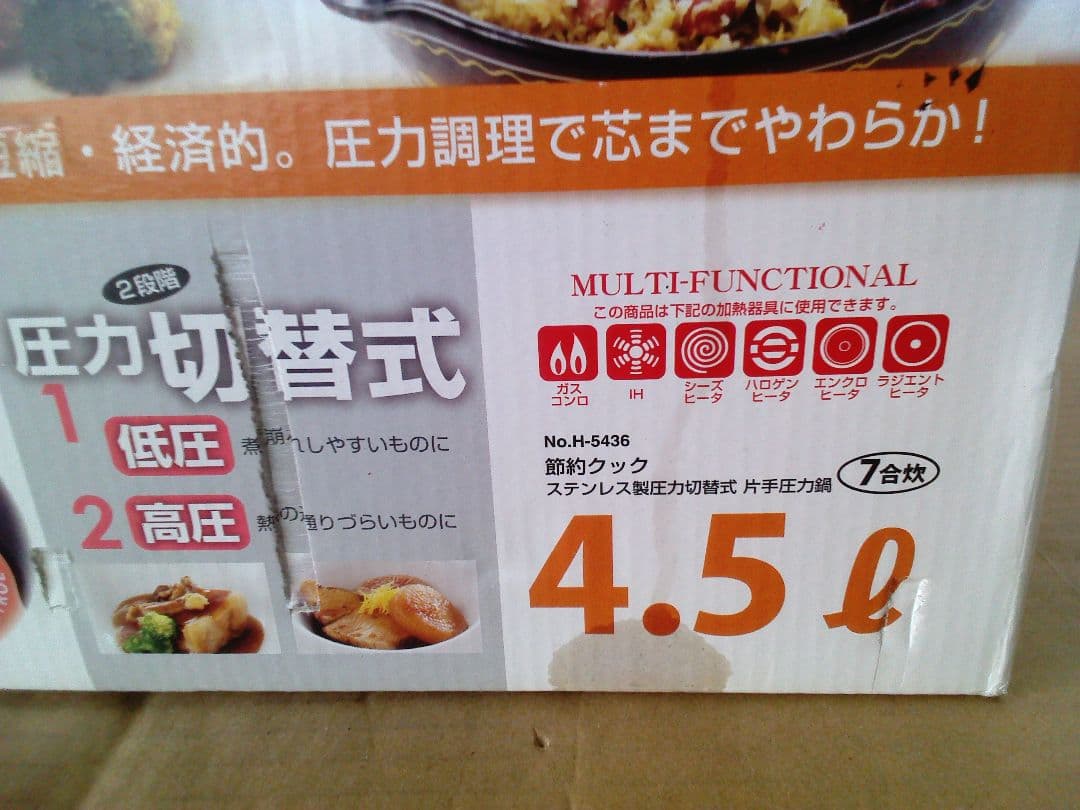 短縮・経済的。圧力調理で芯までやわらか!
2段階
圧力切替式
1 低圧 煮崩れしやすいものに
2 高圧 熱の通りづらいものに
MULTI-FUNCTIONAL
この商品は下記の加熱器具に使用できます。
ガスコンロ
IH
シーズヒータ
ハロゲンヒータ
エンクロヒータ
ラジエントヒータ
No.H-5436
節約クック
ステンレス製圧力切替式 片手圧力鍋
7合炊
4.5ℓ